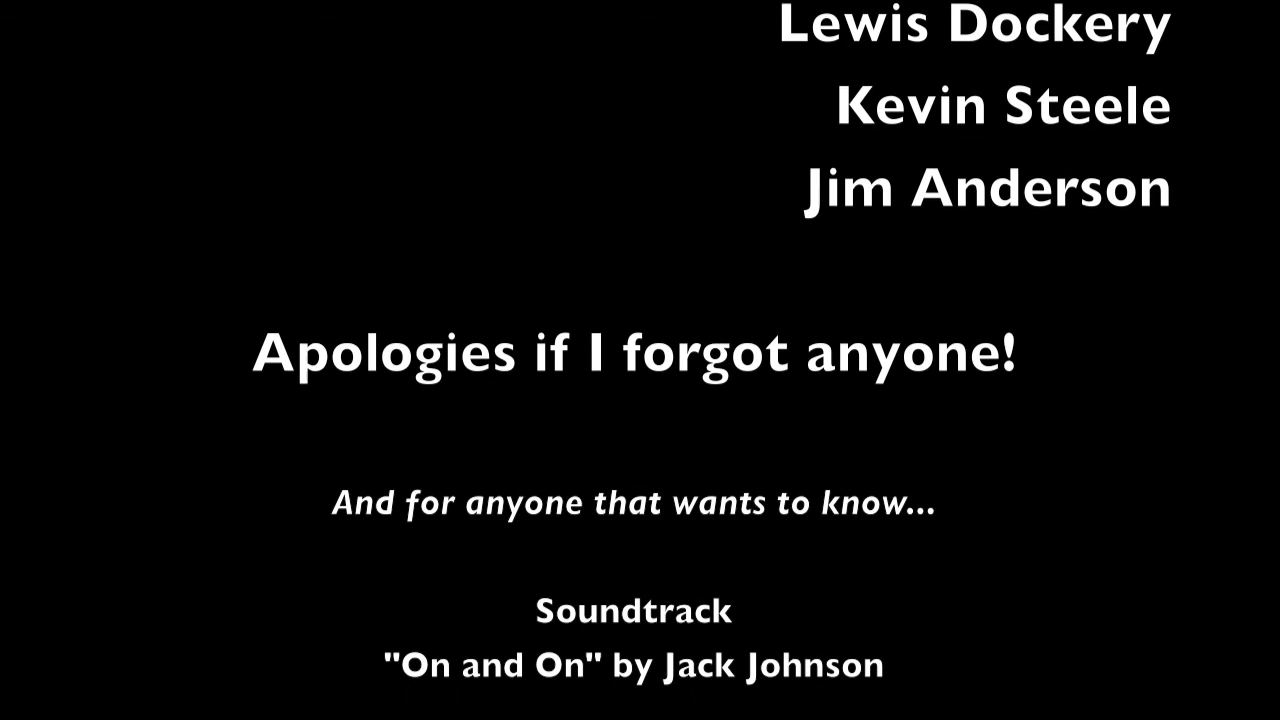 Lewis Dockery
Kevin Steele
Jim Anderson
Apologies if I forgot anyone!
And for anyone that wants to know...
Soundtrack
"On and On" by Jack Johnson